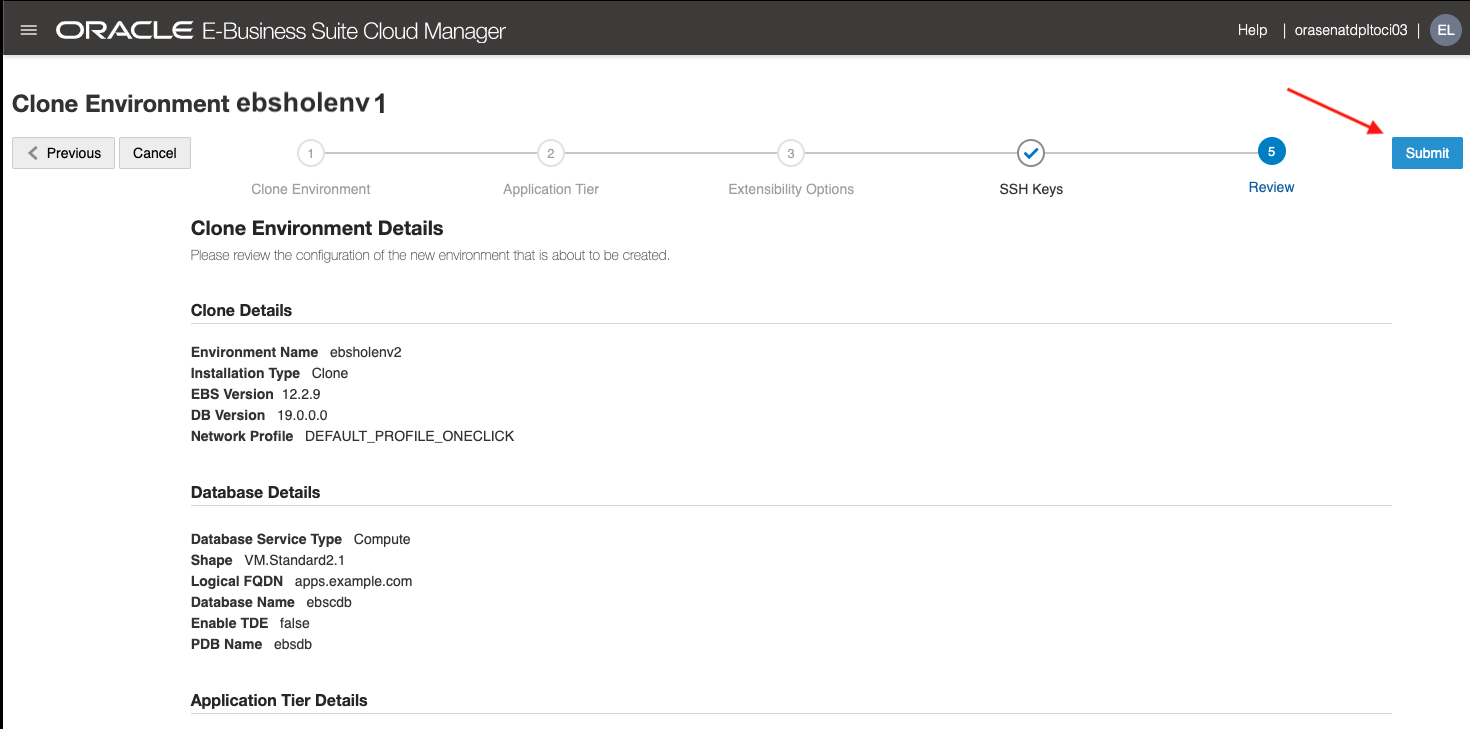 ORACLE E-Business Suite Cloud Manager Help | orasenatdpltoci03 | EL
Clone Environment ebsholenv1
Previous Cancel 1 2 3 5 Submit
Clone Environment Application Tier Extensibility Options SSH Keys Review
Clone Environment Details
Please review the configuration of the new environment that is about to be created.
Clone Details
Environment Name ebsholenv2
Installation Type Clone
EBS Version 12.2.9
DB Version 19.0.0.0
Network Profile DEFAULT_PROFILE_ONECLICK
Database Details
Database Service Type Compute
Shape VM.Standard2.1
Logical FQDN apps.example.com
Database Name ebscdb
Enable TDE false
PDB Name ebsdb
Application Tier Details